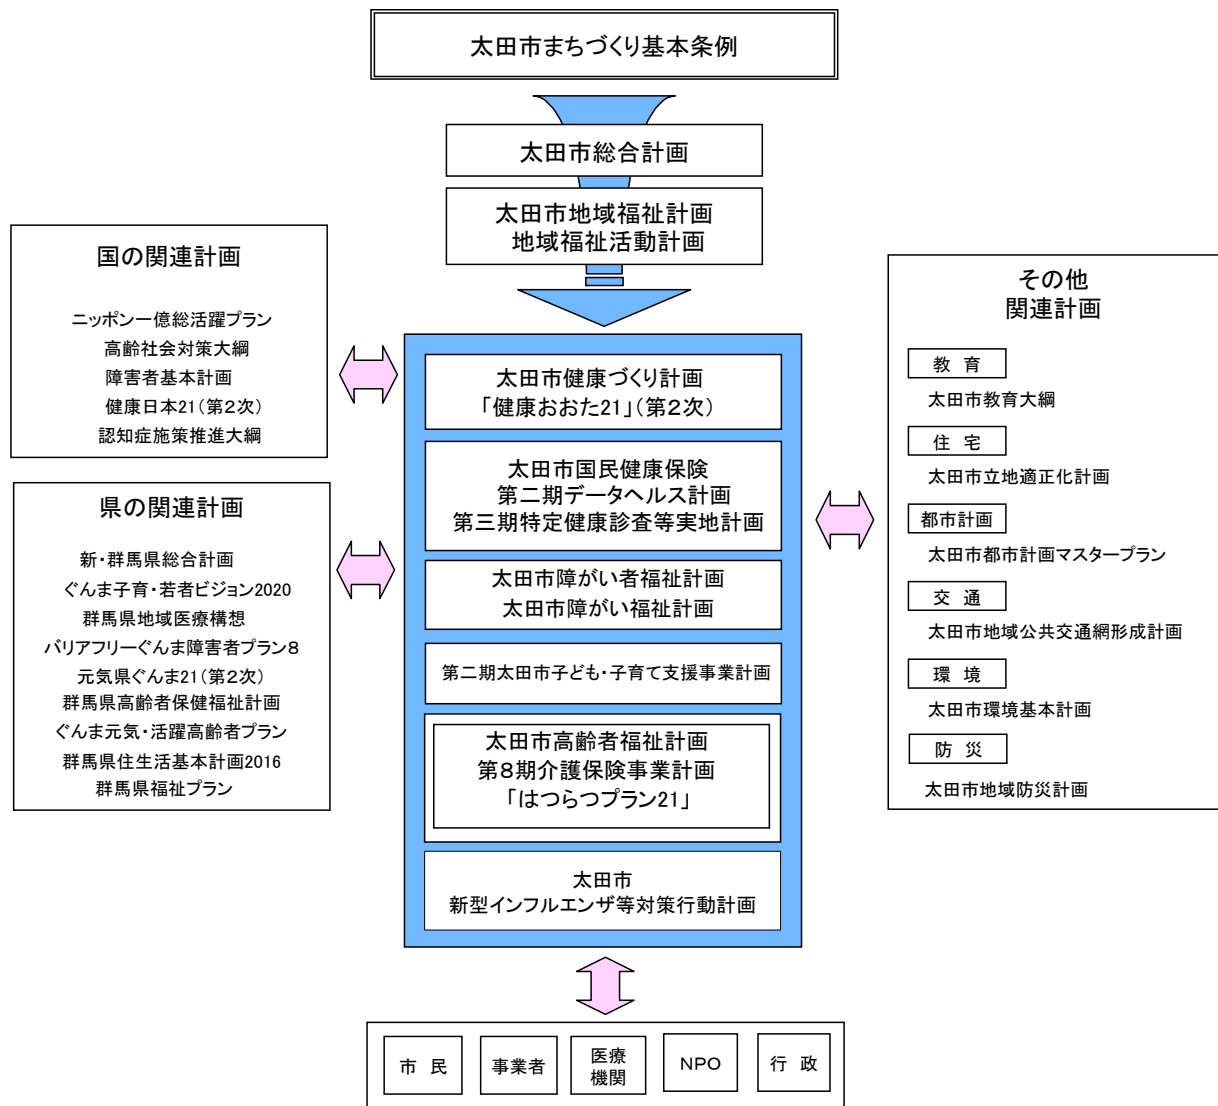 太田市まちづくり基本条例
太田市総合計画
太田市地域福祉計画
地域福祉活動計画
国の関連計画
ニッポン一億総活躍プラン
高齢社会対策大綱
障害者基本計画
健康日本21(第2次)
認知症施策推進大綱
県の関連計画
新・群馬県総合計画
ぐんま子育・若者ビジョン2020
群馬県地域医療構想
バリアフリーぐんま障害者プラン8
元気県ぐんま21(第2次)
群馬県高齢者保健福祉計画
ぐんま元気・活躍高齢者プラン
群馬県住生活基本計画2016
群馬県福祉プラン
太田市健康づくり計画
「健康おおた21」(第2次)
太田市国民健康保険
第二期データヘルス計画
第三期特定健康診査等実地計画
太田市障がい者福祉計画
太田市障がい福祉計画
第二期太田市子ども・子育て支援事業計画
太田市高齢者福祉計画
第8期介護保険事業計画
「はつらつプラン21」
太田市
新型インフルエンザ等対策行動計画
その他
関連計画
教 育
太田市教育大綱
住 宅
太田市立地適正化計画
都市計画
太田市都市計画マスタープラン
交 通
太田市地域公共交通網形成計画
環 境
太田市環境基本計画
防 災
太田市地域防災計画
市 民
事業者
医療
機関
NPO
行 政